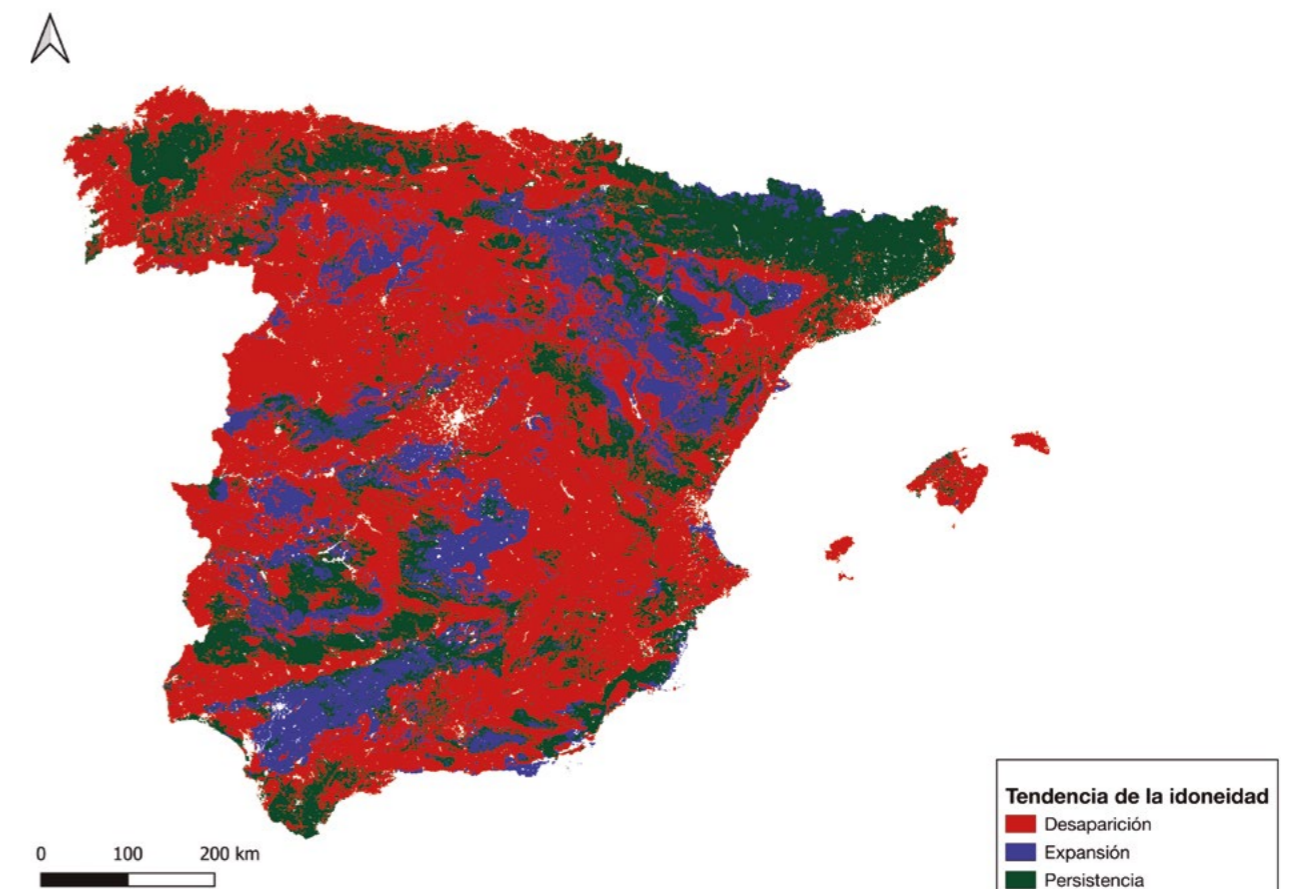 0 100 200 km
Tendencia de la idoneidad
Desaparición
Expansión
Persistencia